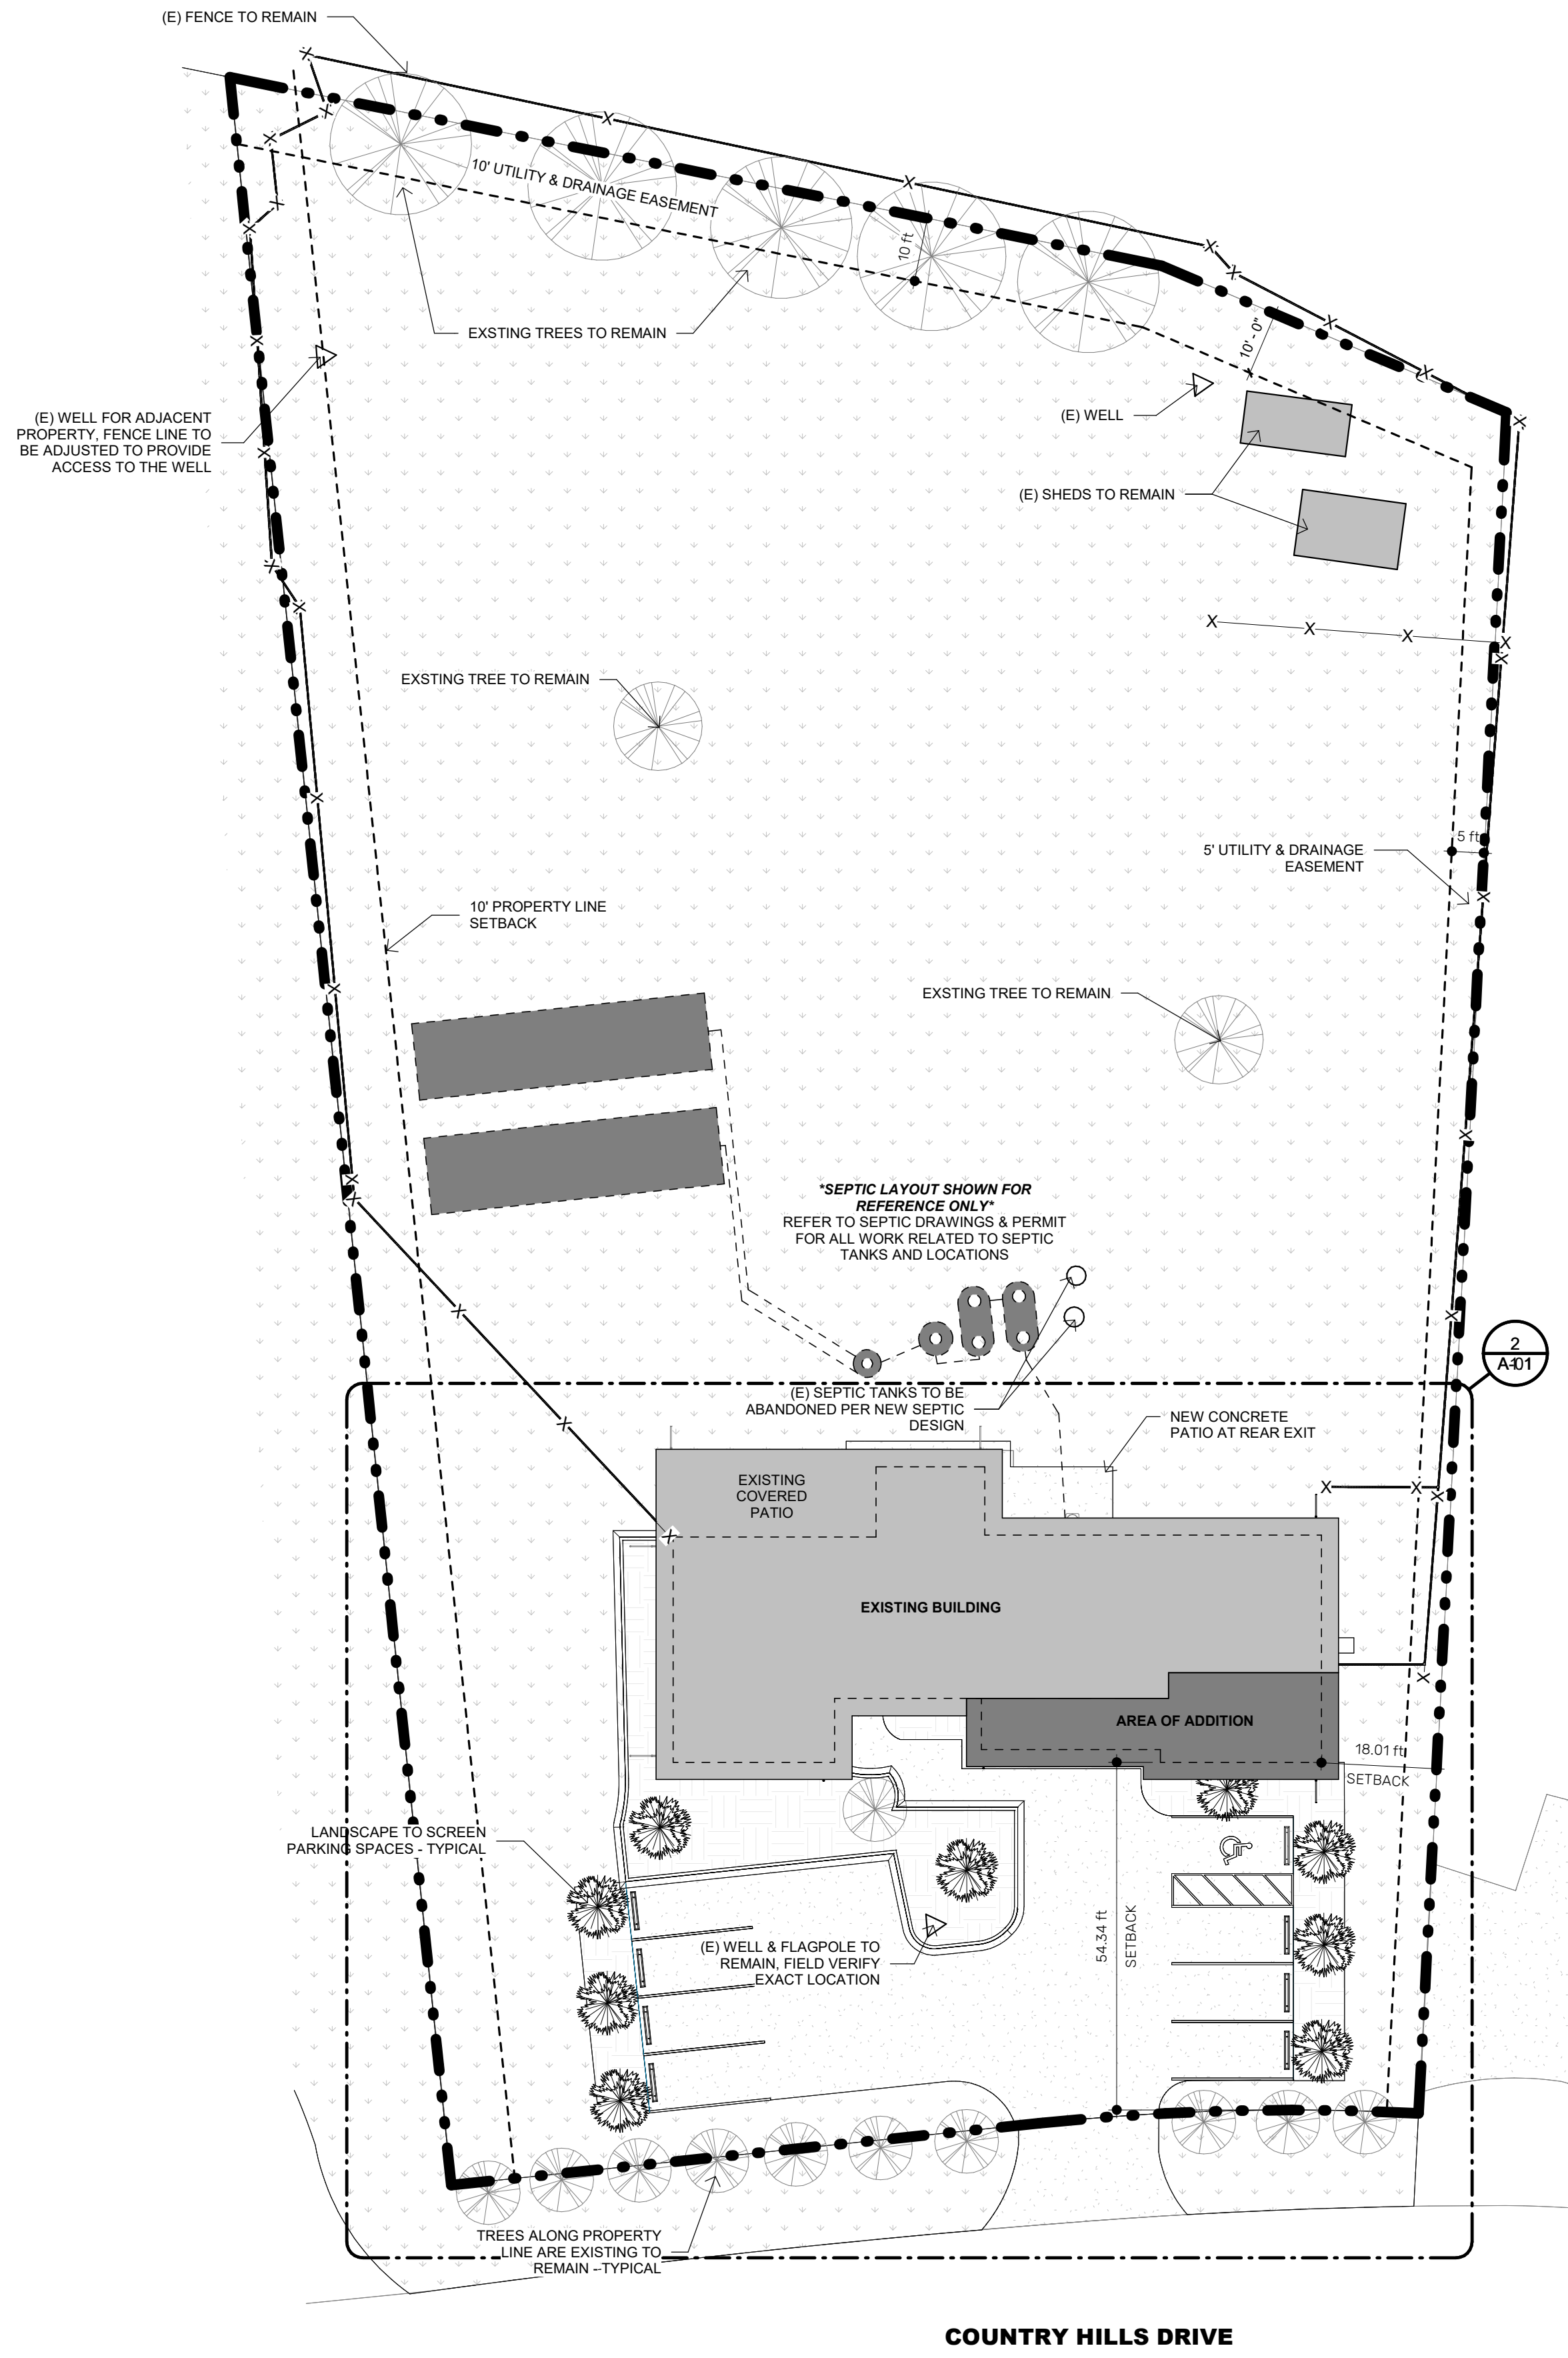 (E) FENCE TO REMAIN
10' UTILITY & DRAINAGE EASEMENT
10 ft
EXSTING TREES TO REMAIN
10' - 0"
(E) WELL FOR ADJACENT
PROPERTY, FENCE LINE TO
BE ADJUSTED TO PROVIDE
ACCESS TO THE WELL
(E) WELL
(E) SHEDS TO REMAIN
EXSTING TREE TO REMAIN
5 ft
5' UTILITY & DRAINAGE
EASEMENT
10' PROPERTY LINE
SETBACK
EXSTING TREE TO REMAIN
*SEPTIC LAYOUT SHOWN FOR
REFERENCE ONLY*
REFER TO SEPTIC DRAWINGS & PERMIT
FOR ALL WORK RELATED TO SEPTIC
TANKS AND LOCATIONS
2
(E) SEPTIC TANKS TO BE
ABANDONED PER NEW SEPTIC
DESIGN
NEW CONCRETE
PATIO AT REAR EXIT
EXISTING
COVERED
PATIO
EXISTING BUILDING
AREA OF ADDITION
18.01 ft
SETBACK
LANDSCAPE TO SCREEN
PARKING SPACES - TYPICAL
54.34 ft
SETBACK
(E) WELL & FLAGPOLE TO
REMAIN, FIELD VERIFY
EXACT LOCATION
TREES ALONG PROPERTY
LINE ARE EXISTING TO
REMAIN --TYPICAL
COUNTRY HILLS DRIVE